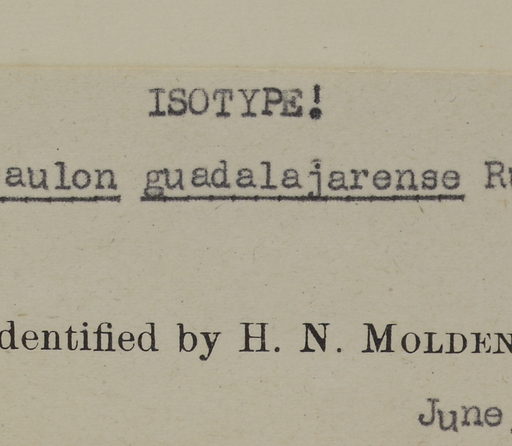 ISOTYPE!
aulon guadalajarense R
dentified by H. N. MOLDEN
June,